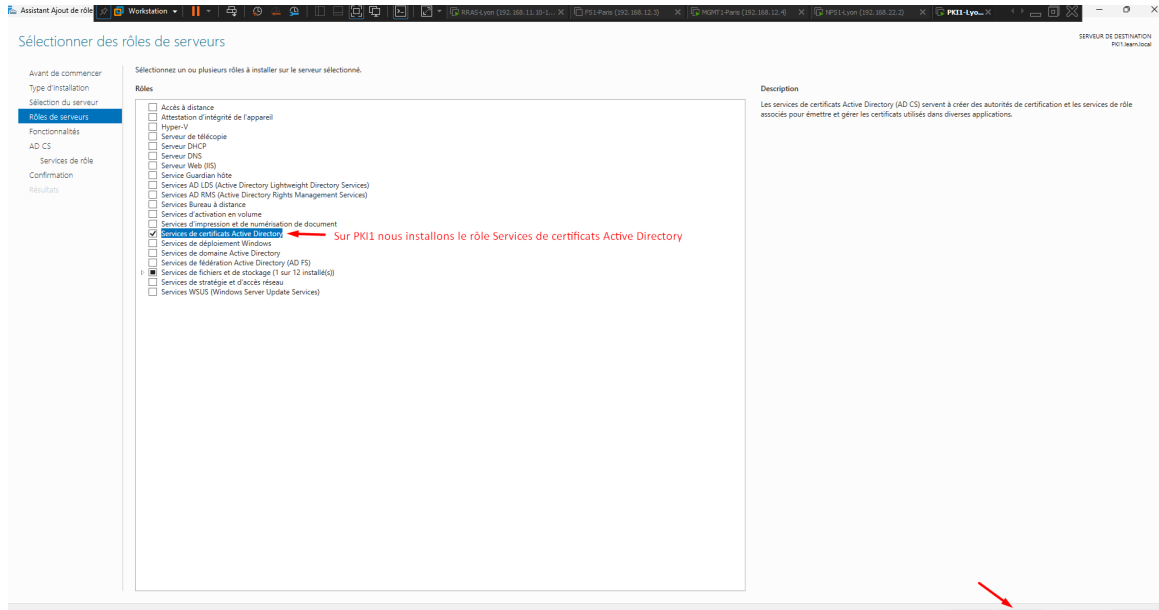 Assistant Ajout de rôle
Workstation
RRAS-Lyon (192.168.11.10-1...
FS1-Paris (192.168.12.3)
MGMT1-Paris (192.168.12.4)
NPS1-Lyon (192.168.22.2)
PKI1-Lyo...
Sélectionner des rôles de serveurs
SERVEUR DE DESTINATION
PKI1.learn.local
Avant de commencer
Type d'installation
Sélection du serveur
Rôles de serveurs
Fonctionnalités
AD CS
Services de rôle
Confirmation
Résultats
Sélectionnez un ou plusieurs rôles à installer sur le serveur sélectionné.
Rôles
Accès à distance
Attestation d'intégrité de l'appareil
Hyper-V
Serveur de télécopie
Serveur DHCP
Serveur DNS
Serveur Web (IIS)
Service Guardian hôte
Services AD LDS (Active Directory Lightweight Directory Services)
Services AD RMS (Active Directory Rights Management Services)
Services Bureau à distance
Services d'activation en volume
Services d'impression et de numérisation de document
Services de certificats Active Directory
Sur PKI1 nous installons le rôle Services de certificats Active Directory
Services de déploiement Windows
Services de domaine Active Directory
Services de fédération Active Directory (AD FS)
Services de fichiers et de stockage (1 sur 12 installé(s))
Services de stratégie et d'accès réseau
Services WSUS (Windows Server Update Services)
Description
Les services de certificats Active Directory (AD CS) servent à créer des autorités de certification et les services de rôle
associés pour émettre et gérer les certificats utilisés dans diverses applications.